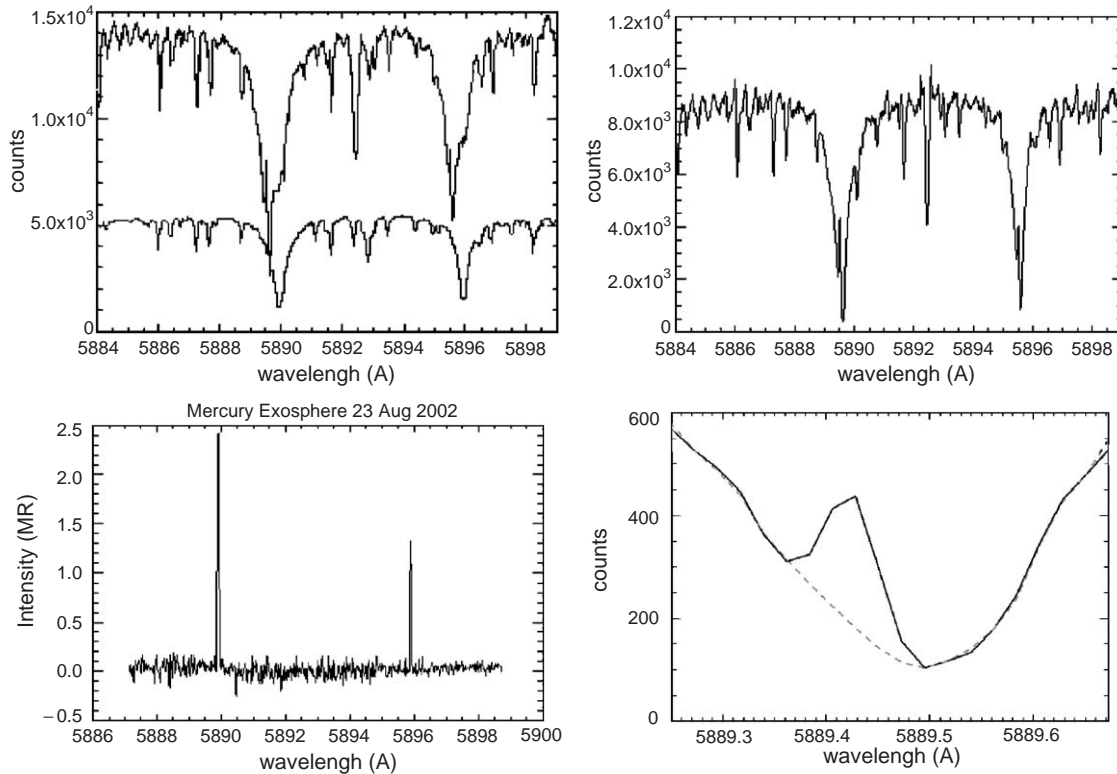 1.5x10⁴
1.0x10⁴
5.0x10³
0
counts
5884 5886 5888 5890 5892 5894 5896 5898
wavelengh (A)
1.2x10⁴
1.0x10⁴
8.0x10³
6.0x10³
4.0x10³
2.0x10³
0
counts
5884 5886 5888 5890 5892 5894 5896 5898
wavelengh (A)
Mercury Exosphere 23 Aug 2002
2.5
2.0
1.5
1.0
0.5
0.0
−0.5
Intensity (MR)
5886 5888 5890 5892 5894 5896 5898 5900
wavelengh (A)
600
400
200
0
counts
5889.3 5889.4 5889.5 5889.6
wavelengh (A)